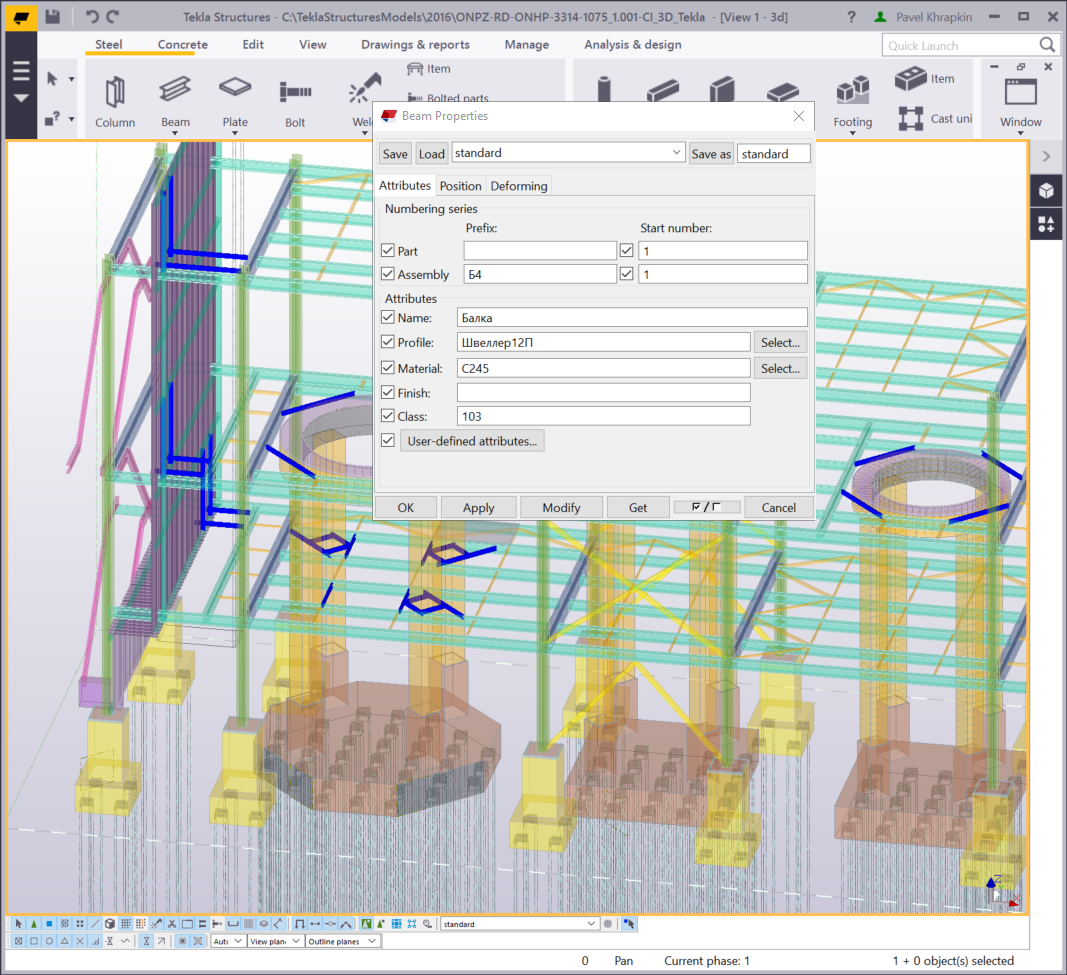 Tekla Structures - C:\TeklaStructuresModels\2016\ONPZ-RD-ONHP-3314-1075_1.001-CI_3D_Tekla - [View 1 - 3d]
? Pavel Khrapkin
Steel Concrete Edit View Drawings & reports Manage Analysis & design
Quick Launch
Item
Bolted parts
Item
Cast uni
Column Beam Plate Bolt Wel Footing Window
Beam Properties
Save Load standard Save as standard
Attributes Position Deforming
Numbering series
Prefix: Start number:
Part 1
Assembly Б4 1
Attributes
Name: Балка
Profile: Швеллер12П Select...
Material: C245 Select...
Finish:
Class: 103
User-defined attributes...
OK Apply Modify Get / Cancel
Z
standard
Aut View plan Outline planes
0 Pan Current phase: 1 1 + 0 object(s) selected